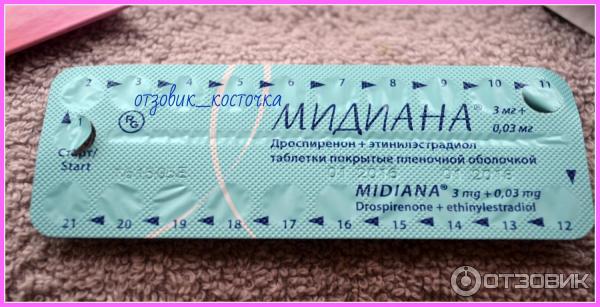 2 3 4 5 6 7 8 9 10 11
отзовик_косточка
1
RG
МИДИАНА® 3 мг +
0,03 мг
Старт/
Start
Дроспиренон + этинилэстрадиол
таблетки покрытые пленочной оболочкой
01 2016 01 2018
MIDIANA® 3 mg + 0,03 mg
Drospirenone + ethinylestradiol
21 20 19 18 17 16 15 14 13 12
ОТЗОВИК